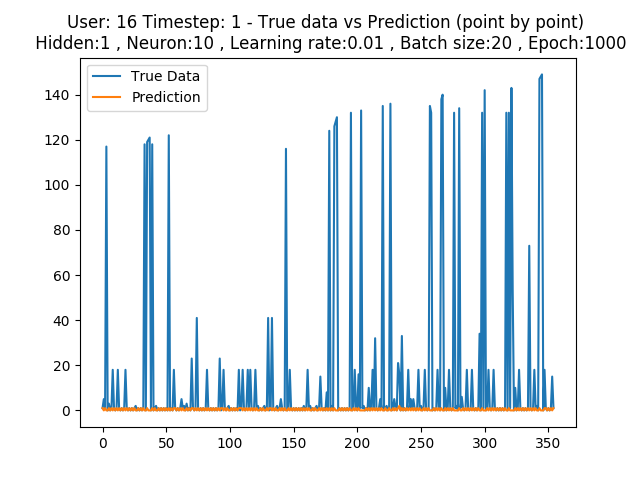 User: 16 Timestep: 1 - True data vs Prediction (point by point)
Hidden:1 , Neuron:10 , Learning rate:0.01 , Batch size:20 , Epoch:1000
True Data
Prediction
140
120
100
80
60
40
20
0
0 50 100 150 200 250 300 350